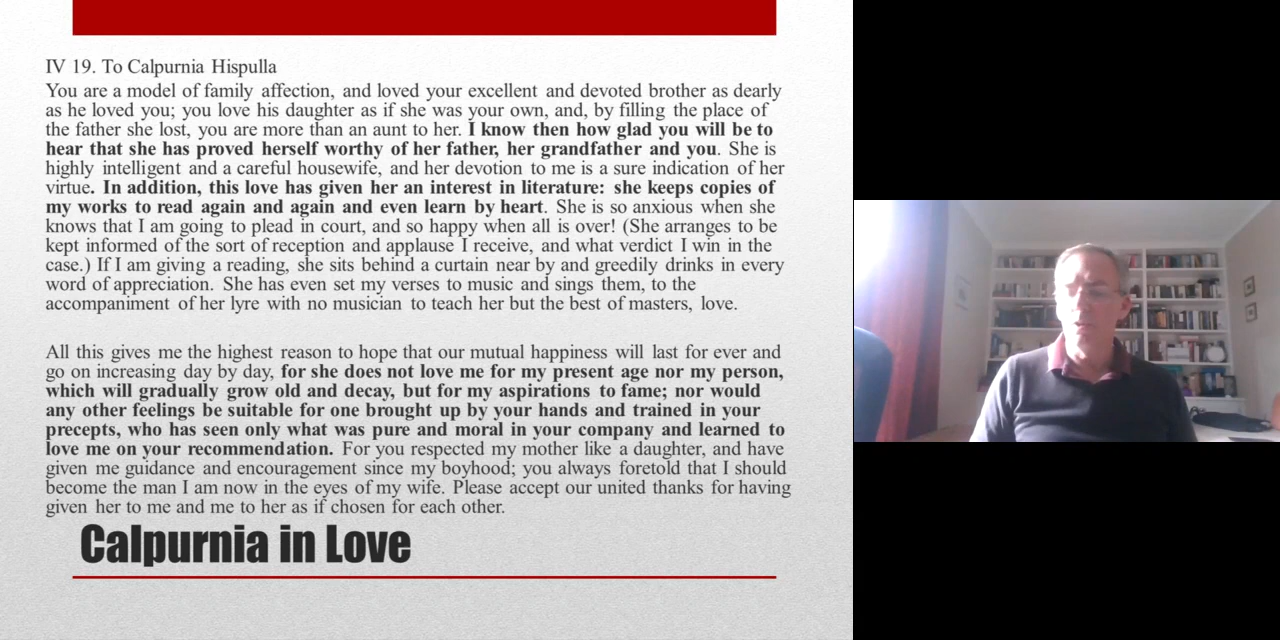 IV 19. To Calpurnia Hispulla
You are a model of family affection, and loved your excellent and devoted brother as dearly
as he loved you; you love his daughter as if she was your own, and, by filling the place of
the father she lost, you are more than an aunt to her. I know then how glad you will be to
hear that she has proved herself worthy of her father, her grandfather and you. She is
highly intelligent and a careful housewife, and her devotion to me is a sure indication of her
virtue. In addition, this love has given her an interest in literature: she keeps copies of
my works to read again and again and even learn by heart. She is so anxious when she
knows that I am going to plead in court, and so happy when all is over! (She arranges to be
kept informed of the sort of reception and applause I receive, and what verdict I win in the
case.) If I am giving a reading, she sits behind a curtain near by and greedily drinks in every
word of appreciation. She has even set my verses to music and sings them, to the
accompaniment of her lyre with no musician to teach her but the best of masters, love.
All this gives me the highest reason to hope that our mutual happiness will last for ever and
go on increasing day by day, for she does not love me for my present age nor my person,
which will gradually grow old and decay, but for my aspirations to fame; nor would
any other feelings be suitable for one brought up by your hands and trained in your
precepts, who has seen only what was pure and moral in your company and learned to
love me on your recommendation. For you respected my mother like a daughter, and have
given me guidance and encouragement since my boyhood; you always foretold that I should
become the man I am now in the eyes of my wife. Please accept our united thanks for having
given her to me and me to her as if chosen for each other.
Calpurnia in Love